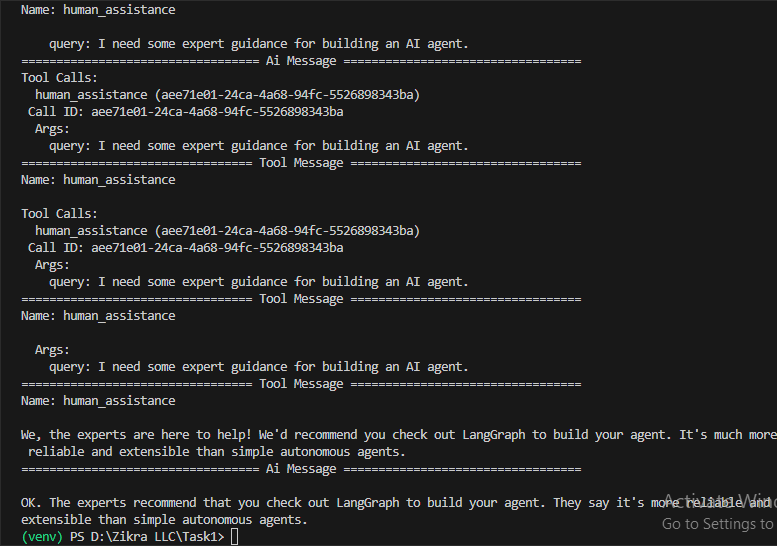 Name: human_assistance
query: I need some expert guidance for building an AI agent.
================================== Ai Message ==================================
Tool Calls:
human_assistance (aee71e01-24ca-4a68-94fc-5526898343ba)
Call ID: aee71e01-24ca-4a68-94fc-5526898343ba
Args:
query: I need some expert guidance for building an AI agent.
================================= Tool Message =================================
Name: human_assistance
Tool Calls:
human_assistance (aee71e01-24ca-4a68-94fc-5526898343ba)
Call ID: aee71e01-24ca-4a68-94fc-5526898343ba
Args:
query: I need some expert guidance for building an AI agent.
================================= Tool Message =================================
Name: human_assistance
Args:
query: I need some expert guidance for building an AI agent.
================================= Tool Message =================================
Name: human_assistance
We, the experts are here to help! We'd recommend you check out LangGraph to build your agent. It's much more
reliable and extensible than simple autonomous agents.
================================== Ai Message ==================================
OK. The experts recommend that you check out LangGraph to build your agent. They say it's more reliable and
extensible than simple autonomous agents.
(venv) PS D:\Zikra LLC\Task1>
Activate
Go to Settings to